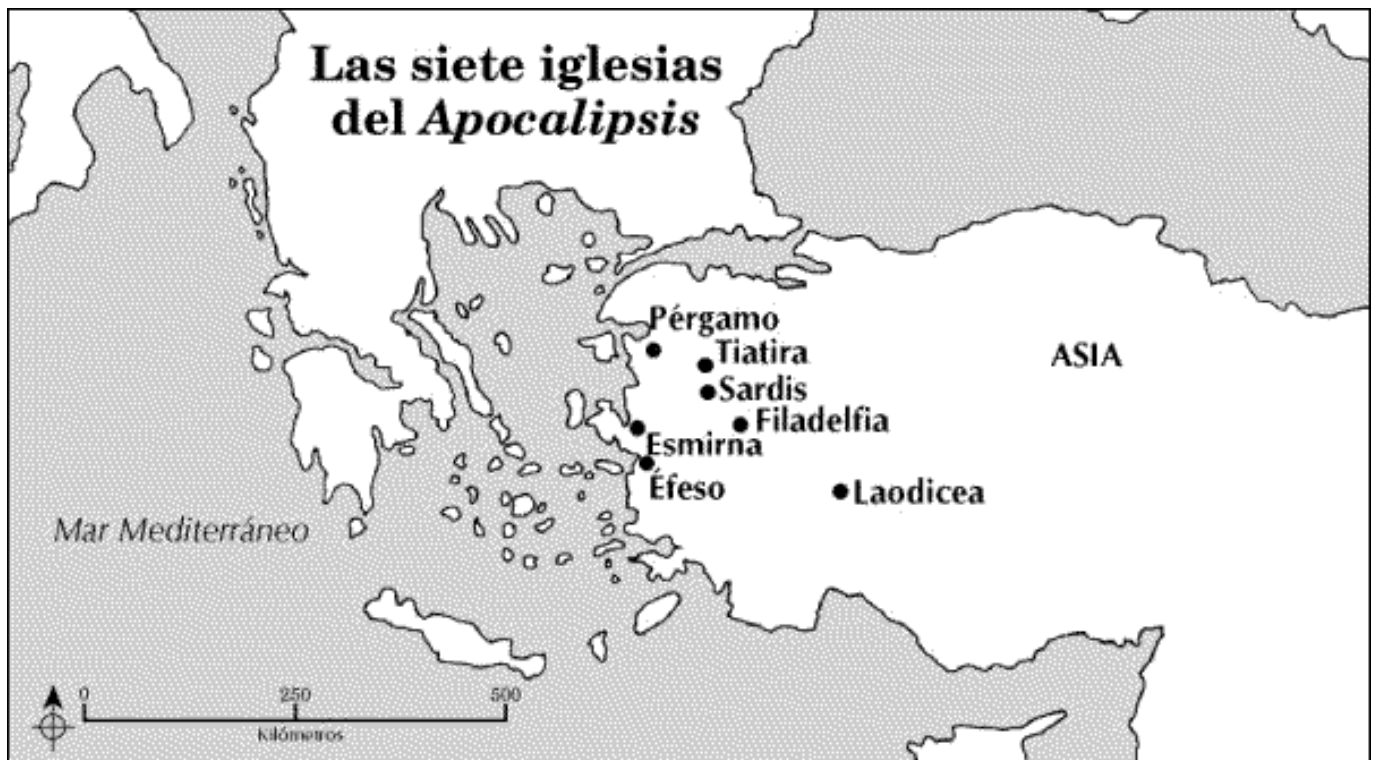 Las siete iglesias
del Apocalipsis
Pérgamo
Tiatira
ASIA
Sardis
Filadelfia
Esmirna
Éfeso
Laodicea
Mar Mediterráneo
0 250 500
Kilómetros